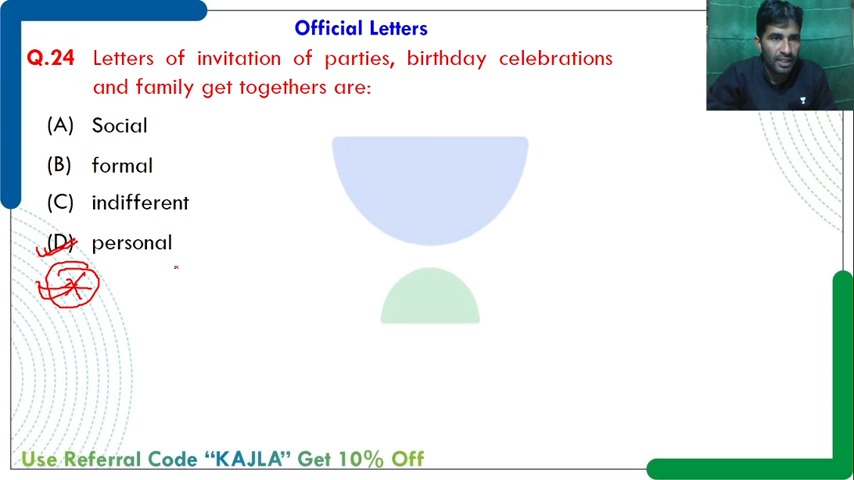 Official Letters
Q.24 Letters of invitation of parties, birthday celebrations
and family get togethers are:
(A) Social
(B) formal
(C) indifferent
(D) personal
Use Referral Code “KAJLA” Get 10% Off